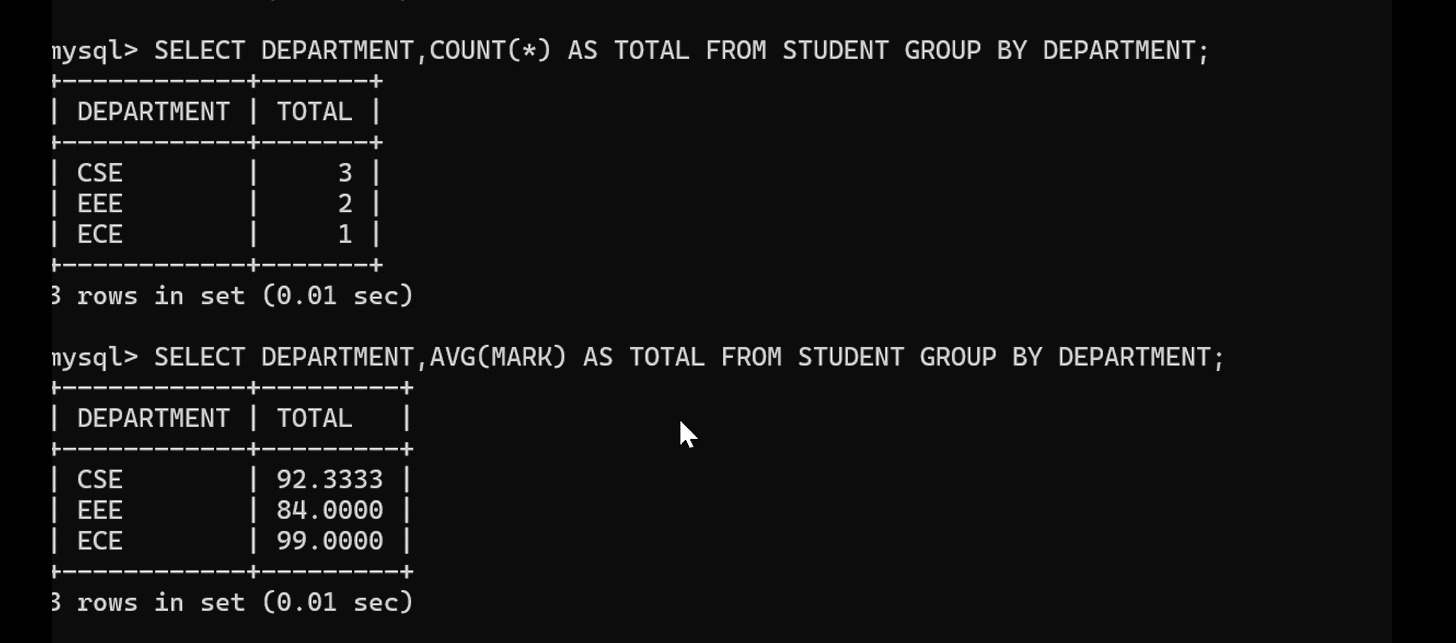 mysql> SELECT DEPARTMENT,COUNT(*) AS TOTAL FROM STUDENT GROUP BY DEPARTMENT;
+------------+-------+
| DEPARTMENT | TOTAL |
+------------+-------+
| CSE        |     3 |
| EEE        |     2 |
| ECE        |     1 |
+------------+-------+
3 rows in set (0.01 sec)

mysql> SELECT DEPARTMENT,AVG(MARK) AS TOTAL FROM STUDENT GROUP BY DEPARTMENT;
+------------+---------+
| DEPARTMENT | TOTAL   |
+------------+---------+
| CSE        | 92.3333 |
| EEE        | 84.0000 |
| ECE        | 99.0000 |
+------------+---------+
3 rows in set (0.01 sec)